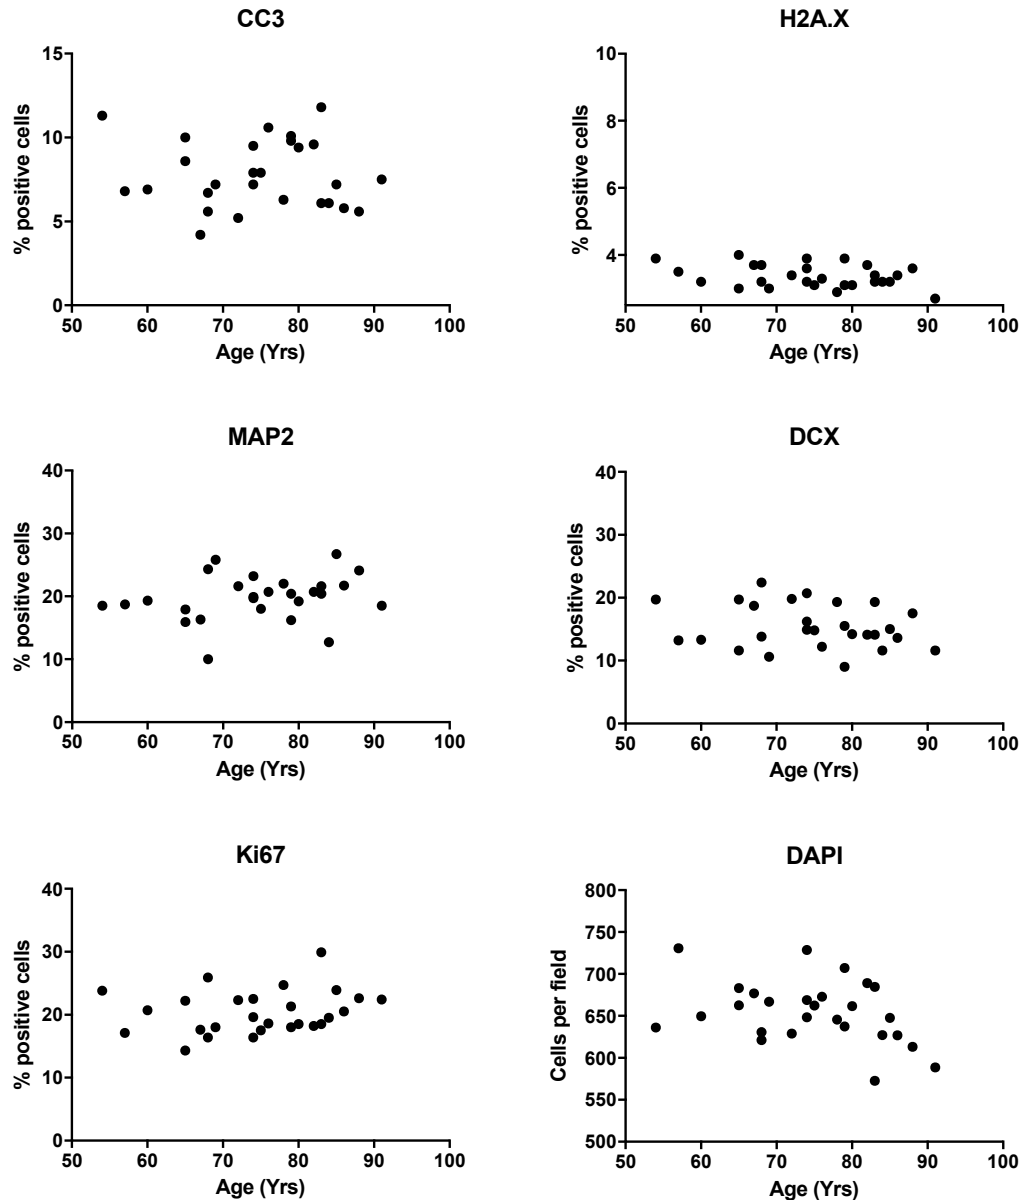 CC3
15
10
5
0
% positive cells
50 60 70 80 90 100
Age (Yrs)
H2A.X
10
8
6
4
% positive cells
50 60 70 80 90 100
Age (Yrs)
MAP2
40
30
20
10
0
% positive cells
50 60 70 80 90 100
Age (Yrs)
DCX
40
30
20
10
0
% positive cells
50 60 70 80 90 100
Age (Yrs)
Ki67
40
30
20
10
0
% positive cells
50 60 70 80 90 100
Age (Yrs)
DAPI
800
750
700
650
600
550
500
Cells per field
50 60 70 80 90 100
Age (Yrs)